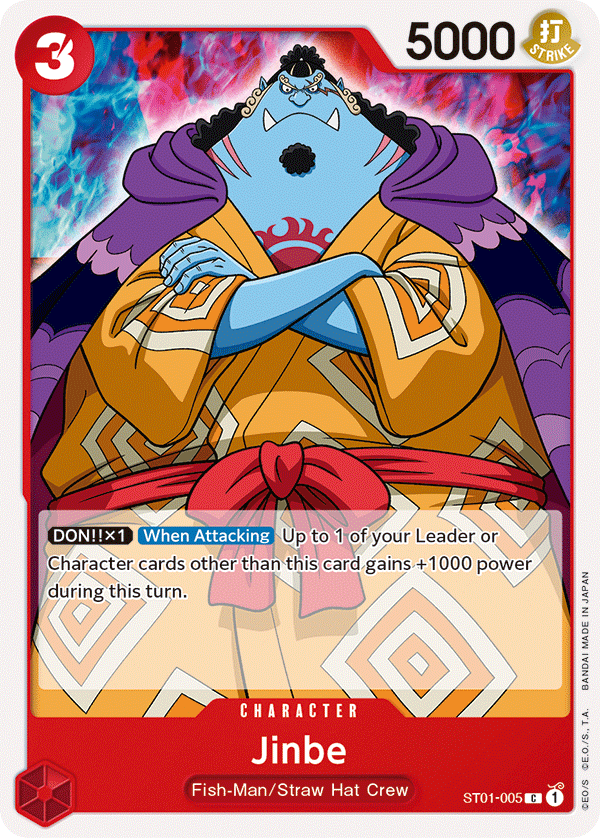 3
5000
打
STRIKE
DON!!×1 When Attacking Up to 1 of your Leader or
Character cards other than this card gains +1000 power
during this turn.
CHARACTER
Jinbe
Fish-Man/Straw Hat Crew
ST01-005 C 1
©EO/S ©E.O./S., T.A. BANDAI MADE IN JAPAN